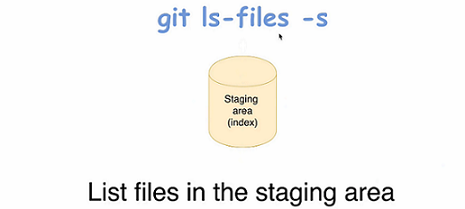 git ls-files -s
Staging
area
(index)
List files in the staging area